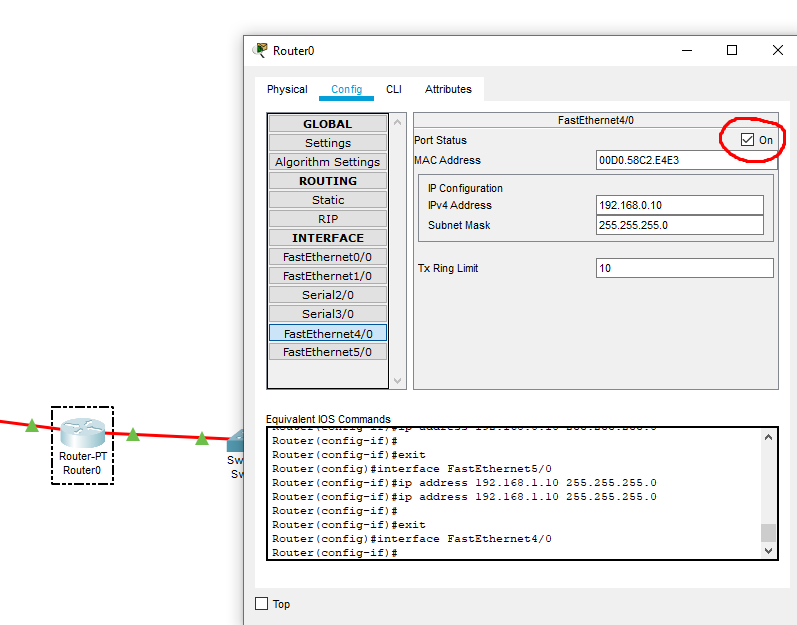 Router0
Physical Config CLI Attributes
GLOBAL
Settings
Algorithm Settings
ROUTING
Static
RIP
INTERFACE
FastEthernet0/0
FastEthernet1/0
Serial2/0
Serial3/0
FastEthernet4/0
FastEthernet5/0
FastEthernet4/0
Port Status On
MAC Address 00D0.58C2.E4E3
IP Configuration
IPv4 Address 192.168.0.10
Subnet Mask 255.255.255.0
Tx Ring Limit 10
Equivalent IOS Commands
Router(config-if)#
Router(config-if)#exit
Router(config)#interface FastEthernet5/0
Router(config-if)#ip address 192.168.1.10 255.255.255.0
Router(config-if)#ip address 192.168.1.10 255.255.255.0
Router(config-if)#
Router(config-if)#exit
Router(config)#interface FastEthernet4/0
Router(config-if)#
Top
Router-PT
Router0
Sw
Sw